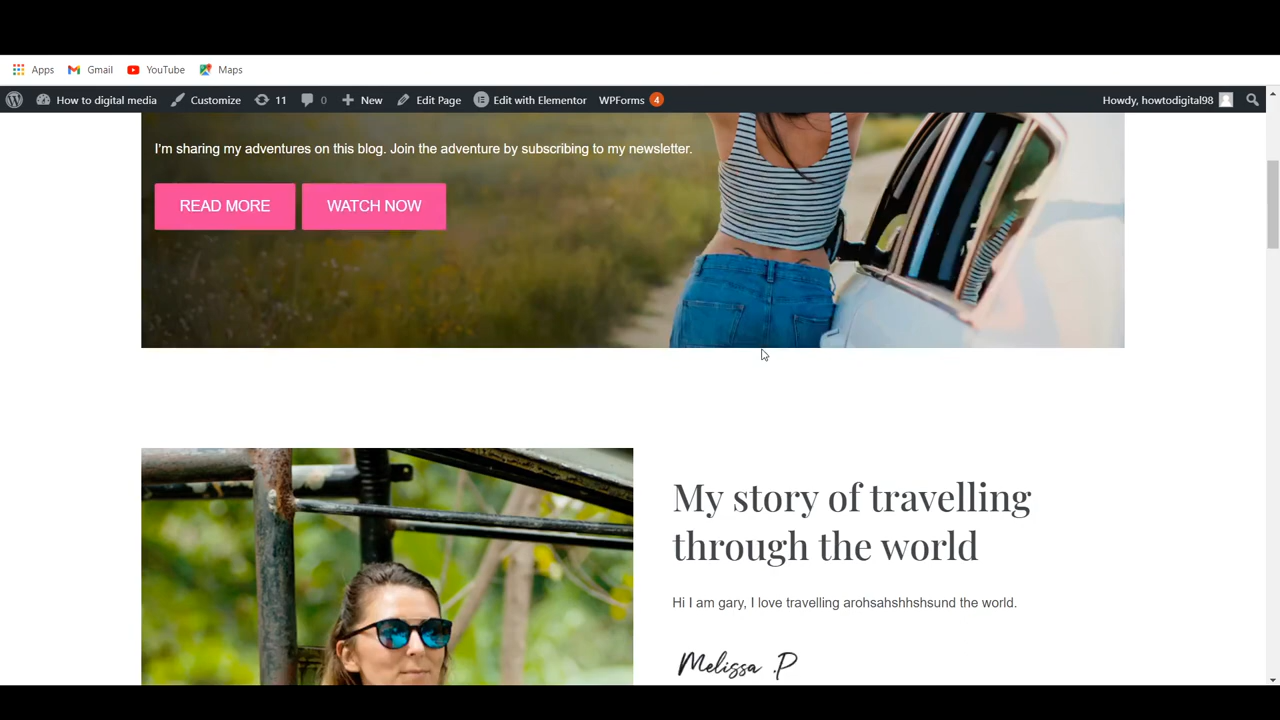 Apps Gmail YouTube Maps
How to digital media Customize 11 0 New Edit Page Edit with Elementor WPForms 4 Howdy, howtodigital98
I'm sharing my adventures on this blog. Join the adventure by subscribing to my newsletter.
READ MORE WATCH NOW
My story of travelling
through the world
Hi I am gary, I love travelling arohsahshhshsund the world.
Melissa .P